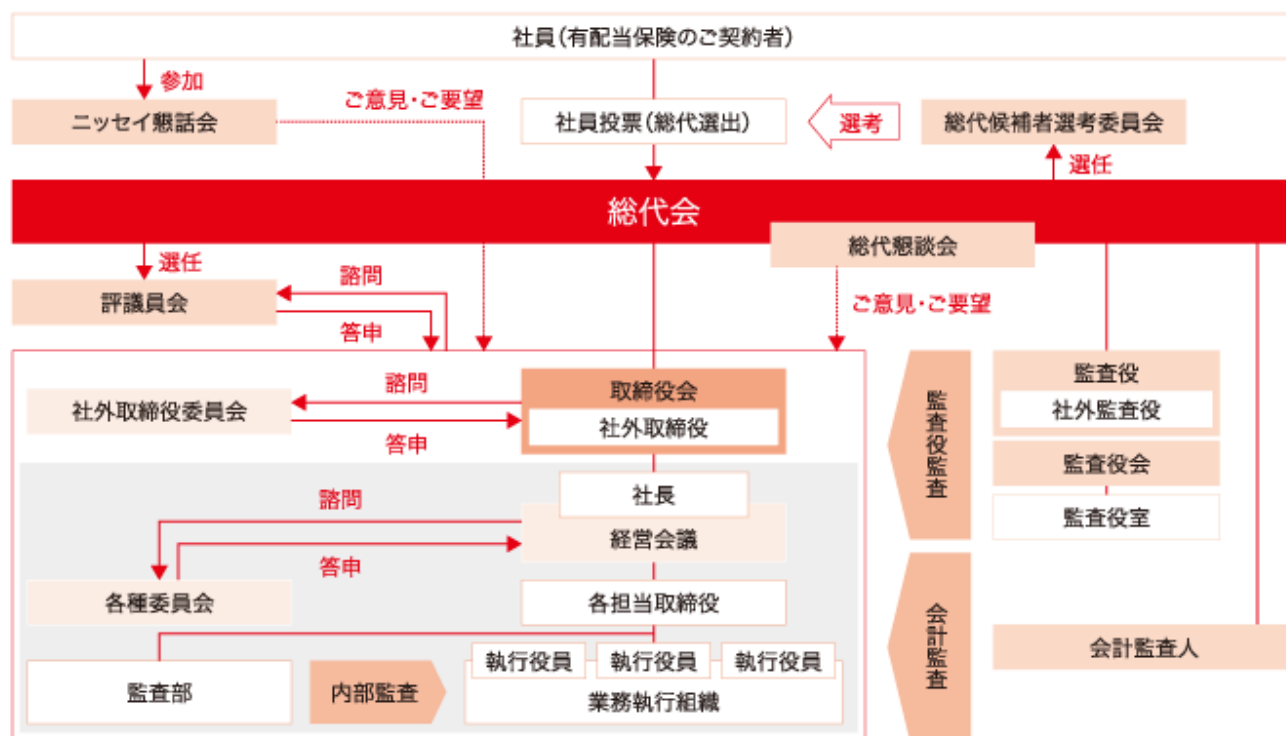 社員（有配当保険のご契約者）
参加
ご意見・ご要望
ニッセイ懇話会
社員投票（総代選出）
選考
総代候補者選考委員会
選任
総代会
総代懇談会
選任
諮問
評議員会
答申
ご意見・ご要望
諮問
取締役会
社外取締役委員会
社外取締役
答申
監査役監査
監査役
社外監査役
監査役会
監査役室
社長
諮問
経営会議
答申
各種委員会
各担当取締役
会計監査
会計監査人
執行役員 執行役員 執行役員
監査部
内部監査
業務執行組織